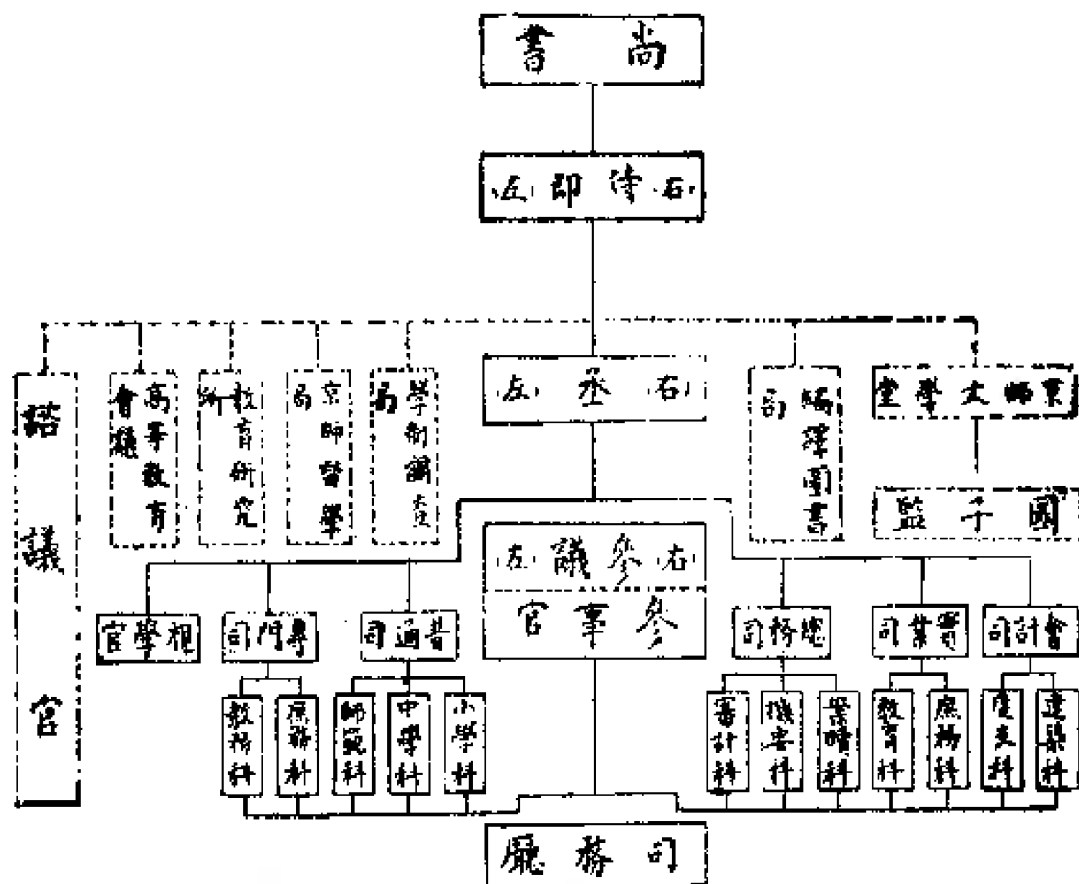 尚書
(右)侍郎(左)
京師大學堂
國子監
編譯圖書局
(右)丞(左)
學制調查局
京師督學局
教育研究所
高等教育會議
諮議官
(右)參議(左)
參事官
會計司
實業司
總務司
普通司
專門司
視學官
建築科
度支科
庶務科
教育科
案牘科
機要科
審計科
小學科
中學科
師範科
庶務科
教務科
司務廳